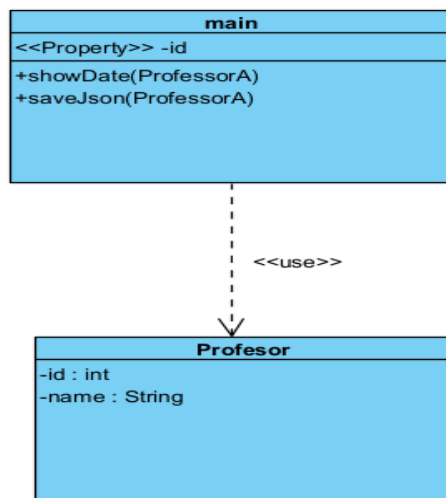 main
<<Property>> -id
+showDate(ProfessorA)
+saveJson(ProfessorA)
<<use>>
Profesor
-id : int
-name : String